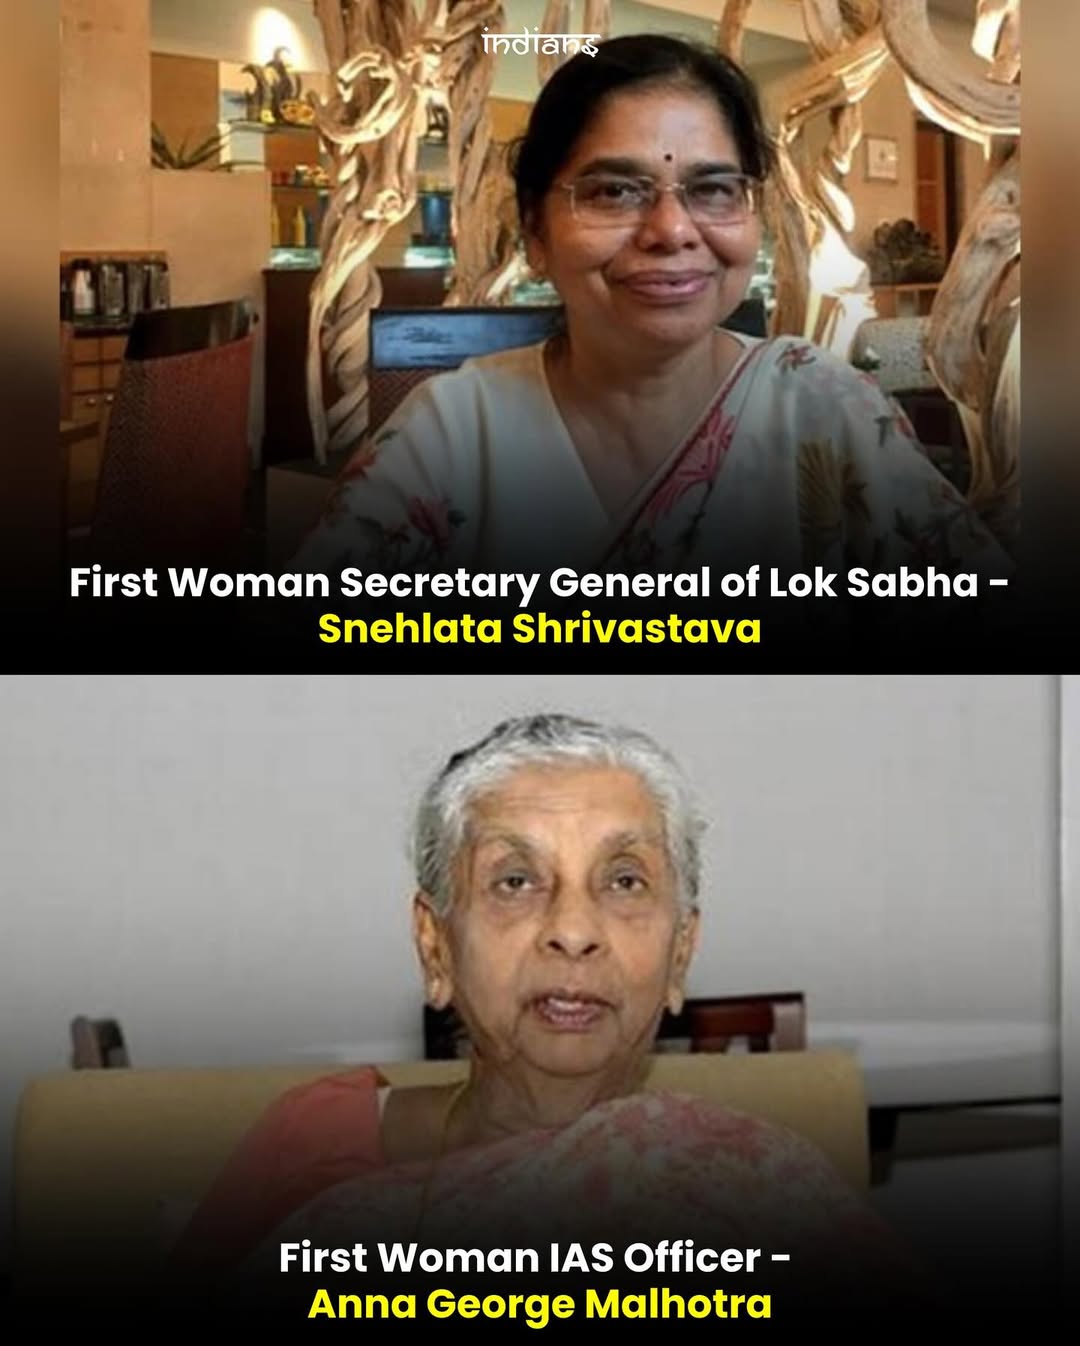 indians
First Woman Secretary General of Lok Sabha -
Snehlata Shrivastava
First Woman IAS Officer -
Anna George Malhotra